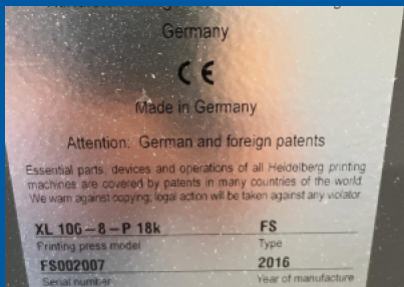 Germany
CE
Made in Germany
Attention: German and foreign patents
Essential parts, devices and operations of all Heidelberg printing
machines are covered by patents in many countries of the world.
We warn against copying; legal action will be taken against any violator.
XL 106-8-P 18k FS
Printing press model Type
FS002007 2016
Serial number Year of manufacture